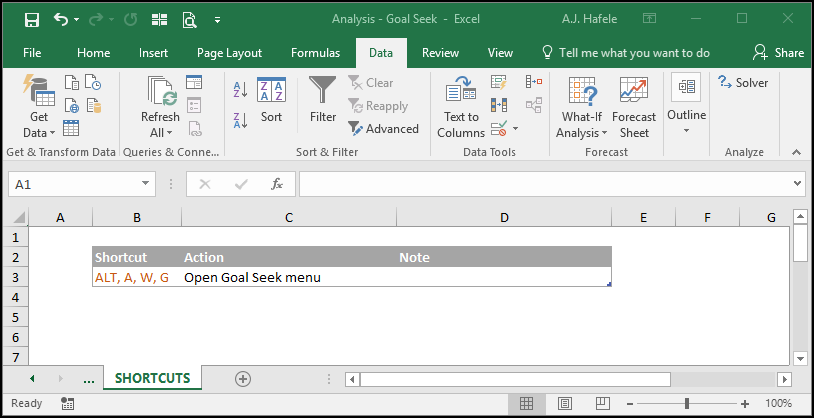 Analysis - Goal Seek - Excel A.J. Hafele
File Home Insert Page Layout Formulas Data Review View Tell me what you want to do Share
Get Data Refresh All A Z Z A Sort Z A A Z Filter Clear Reapply Advanced Text to Columns What-If Analysis Forecast Sheet Outline Solver
Get & Transform Data Queries & Conne... Sort & Filter Data Tools Forecast Analyze
A1 fx
A B C D E F G
1
2 Shortcut Action Note
3 ALT, A, W, G Open Goal Seek menu
4
5
6
7
... SHORTCUTS
Ready 100%